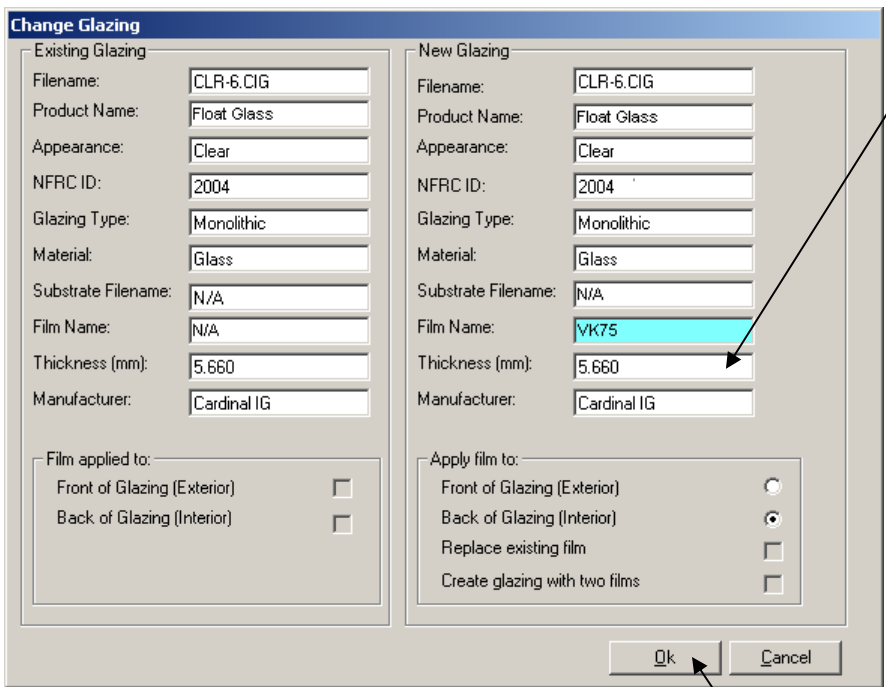 Change Glazing
Existing Glazing
Filename: CLR-6.CIG
Product Name: Float Glass
Appearance: Clear
NFRC ID: 2004
Glazing Type: Monolithic
Material: Glass
Substrate Filename: N/A
Film Name: N/A
Thickness (mm): 5.660
Manufacturer: Cardinal IG
Film applied to:
Front of Glazing (Exterior)
Back of Glazing (Interior)
New Glazing
Filename: CLR-6.CIG
Product Name: Float Glass
Appearance: Clear
NFRC ID: 2004
Glazing Type: Monolithic
Material: Glass
Substrate Filename: N/A
Film Name: VK75
Thickness (mm): 5.660
Manufacturer: Cardinal IG
Apply film to:
Front of Glazing (Exterior)
Back of Glazing (Interior)
Replace existing film
Create glazing with two films
Ok
Cancel